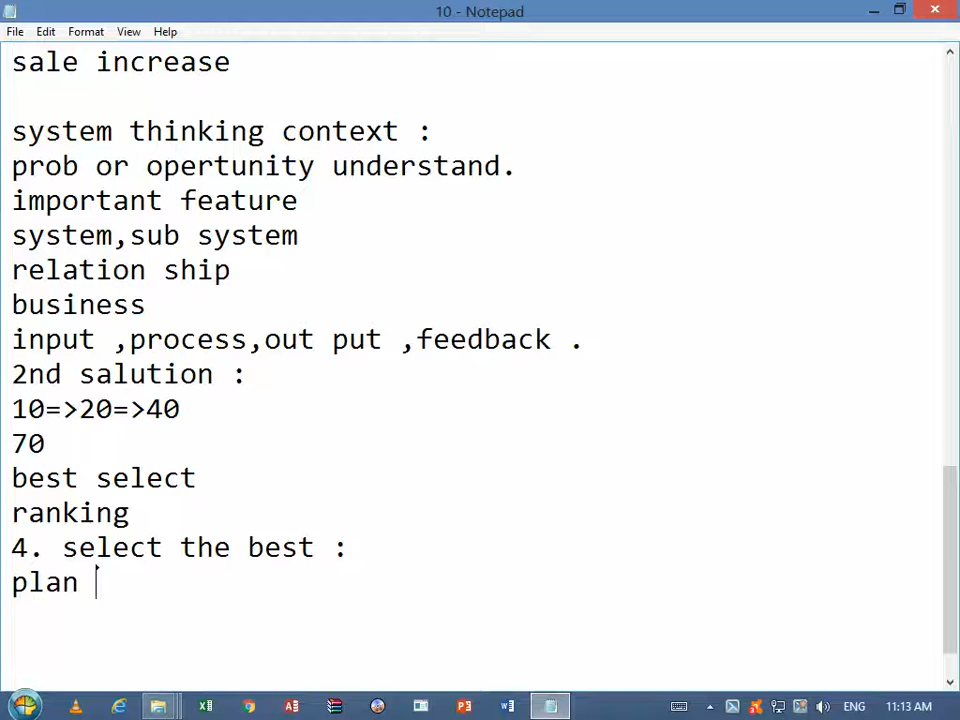 10 - Notepad
File Edit Format View Help
sale increase
system thinking context :
prob or opertunity understand.
important feature
system,sub system
relation ship
business
input ,process,out put ,feedback .
2nd salution :
10=>20=>40
70
best select
ranking
4. select the best :
plan
ENG 11:13 AM